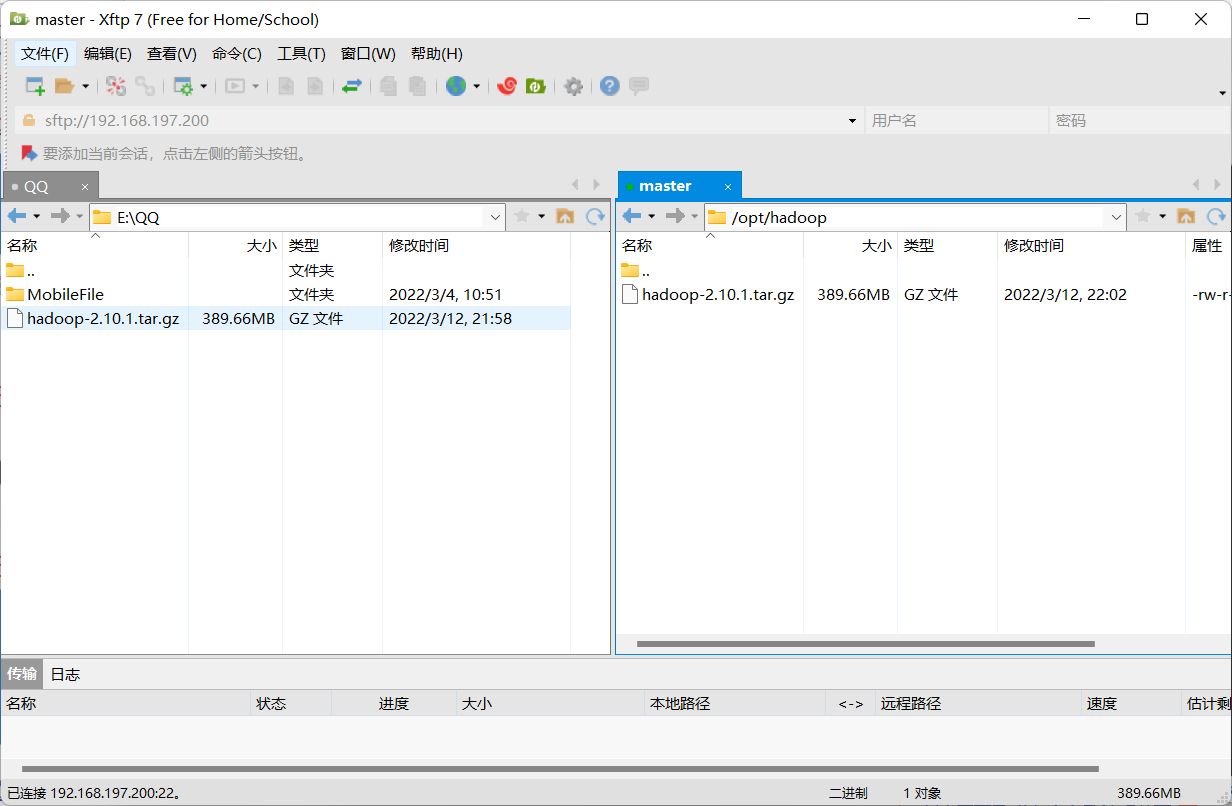 master - Xftp 7 (Free for Home/School)
文件(F) 编辑(E) 查看(V) 命令(C) 工具(T) 窗口(W) 帮助(H)
sftp://192.168.197.200 用户名 密码
要添加当前会话，点击左侧的箭头按钮。
QQ × master ×
E:\QQ /opt/hadoop
名称 大小 类型 修改时间 名称 大小 类型 修改时间 属性
.. 文件夹 ..
MobileFile 文件夹 2022/3/4, 10:51 hadoop-2.10.1.tar.gz 389.66MB GZ 文件 2022/3/12, 22:02 -rw-r-
hadoop-2.10.1.tar.gz 389.66MB GZ 文件 2022/3/12, 21:58
传输 日志
名称 状态 进度 大小 本地路径 <-> 远程路径 速度 估计剩
已连接 192.168.197.200:22。 二进制 1 对象 389.66MB